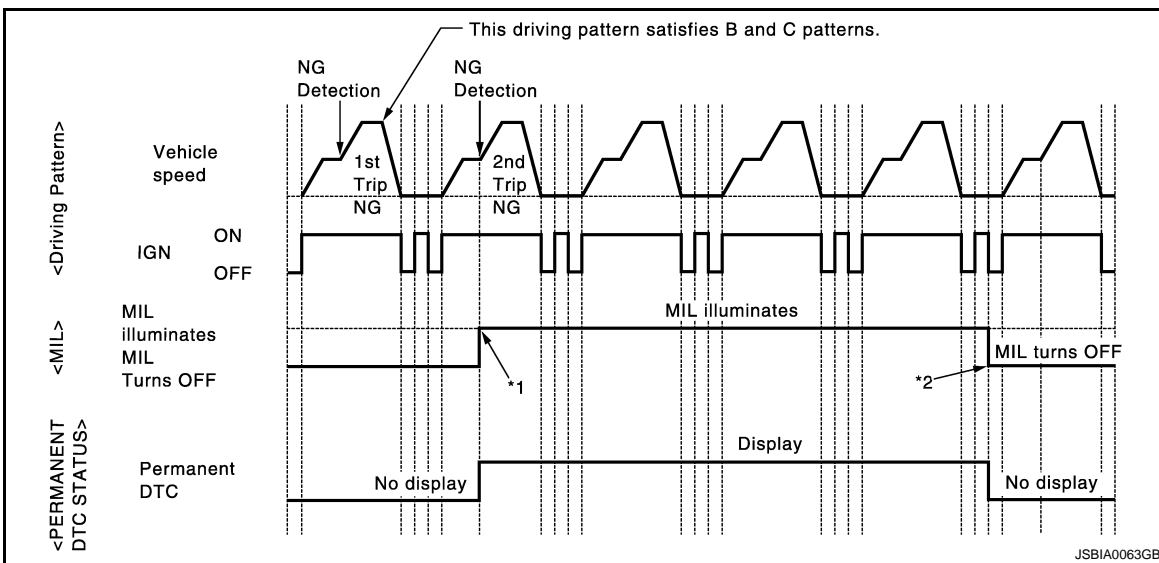 This driving pattern satisfies B and C patterns.
NG
Detection
NG
Detection
<Driving Pattern>
Vehicle
speed
1st
Trip
NG
2nd
Trip
NG
IGN
ON
OFF
<MIL>
MIL
illuminates
MIL
Turns OFF
MIL illuminates
*1
*2
MIL turns OFF
<PERMANENT
DTC STATUS>
Permanent
DTC
No display
Display
No display
JSBIA0063GB